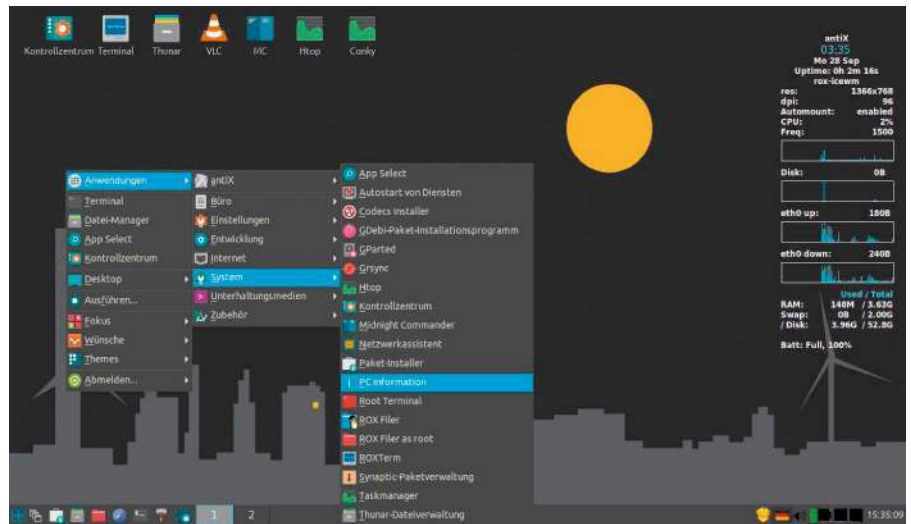 Kontrollzentrum Terminal Thunar VLC MC Htop Conky
antiX
03:35
Mo 28 Sep
Uptime: 0h 2m 16s
rox-icewm
res: 1366x768
dpi: 96
Automount: enabled
CPU: 2%
Freq: 1500
Disk: 0B
eth0 up: 180B
eth0 down: 240B
Used / Total
RAM: 148M / 3.63G
Swap: 0B / 2.00G
/ Disk: 3.96G / 52.8G
Batt: Full, 100%
Anwendungen
Terminal
Datei-Manager
App Select
Kontrollzentrum
Desktop
Ausführen...
Fokus
Wünsche
Themes
Abmelden...
antiX
Büro
Einstellungen
Entwicklung
Internet
System
Unterhaltungsmedien
Zubehör
App Select
Autostart von Diensten
Codecs Installer
GDebi-Paket-Installationsprogramm
GParted
Grsync
Htop
Kontrollzentrum
Midnight Commander
Netzwerkassistent
Paket-Installer
PC information
Root Terminal
ROX Filer
ROX Filer as root
ROXTerm
Synaptic-Paketverwaltung
Taskmanager
Thunar-Dateiverwaltung
1 2
15:35:09